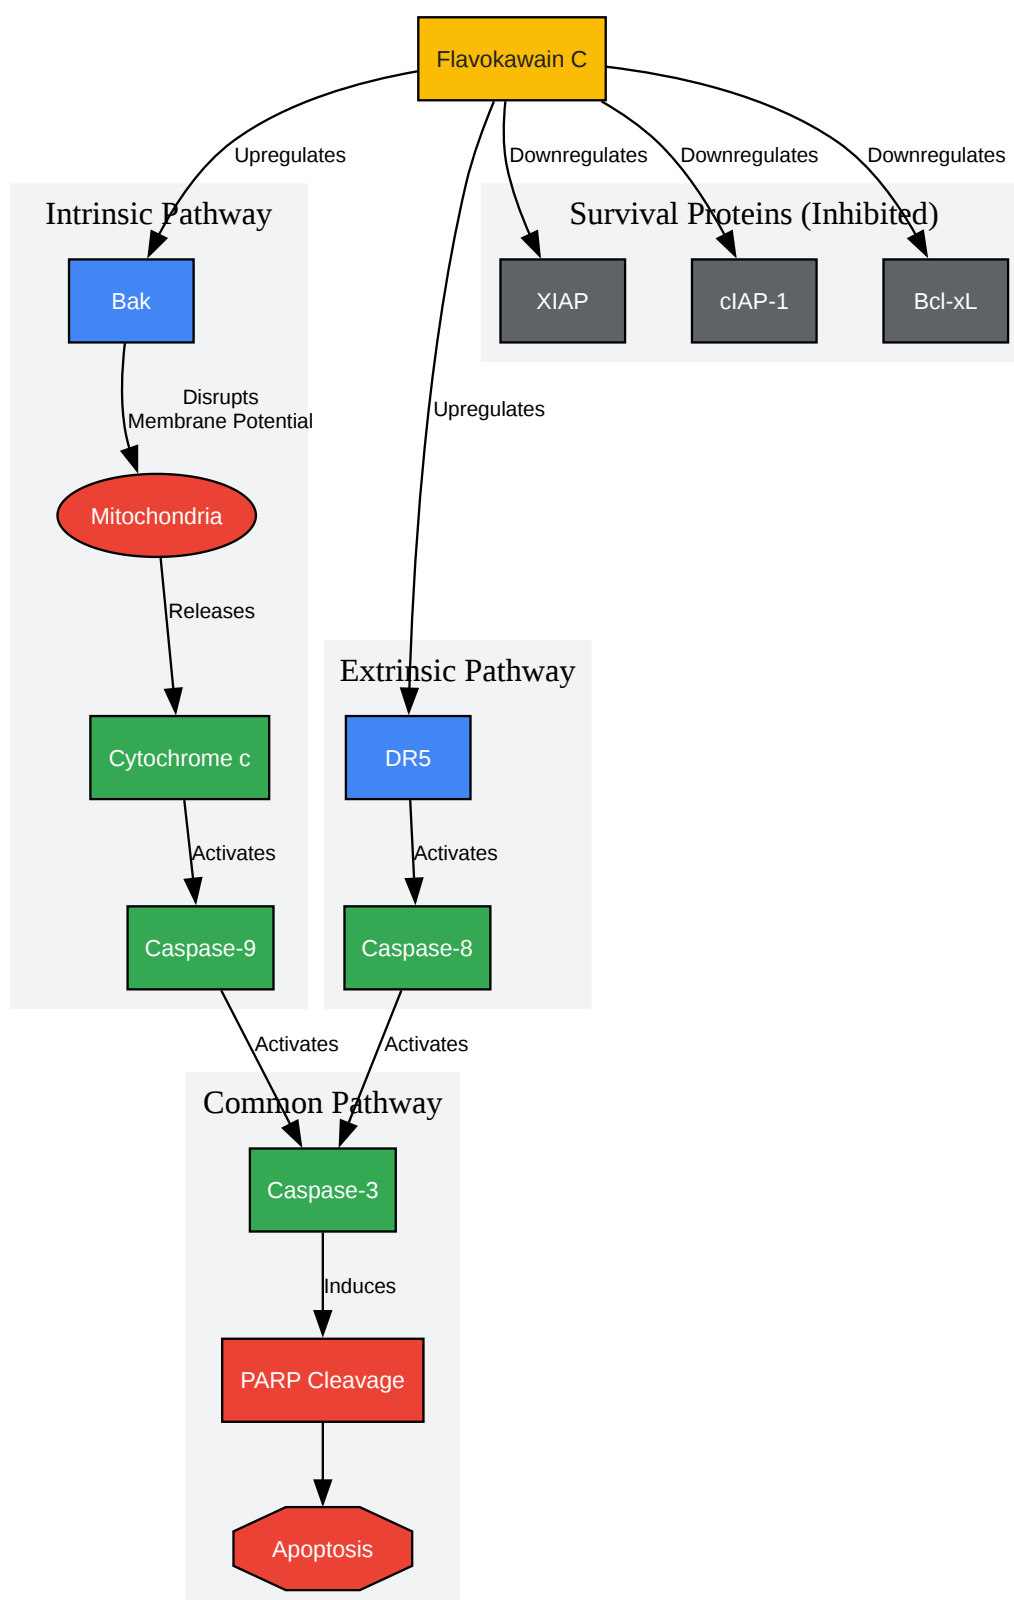 Flavokawain C
Upregulates
Downregulates
Downregulates
Downregulates
Intrinsic Pathway
Survival Proteins (Inhibited)
Bak
XIAP
cIAP-1
Bcl-xL
Disrupts
Membrane Potential
Upregulates
Mitochondria
Releases
Extrinsic Pathway
Cytochrome c
DR5
Activates
Activates
Caspase-9
Caspase-8
Activates
Activates
Common Pathway
Caspase-3
Induces
PARP Cleavage
Apoptosis